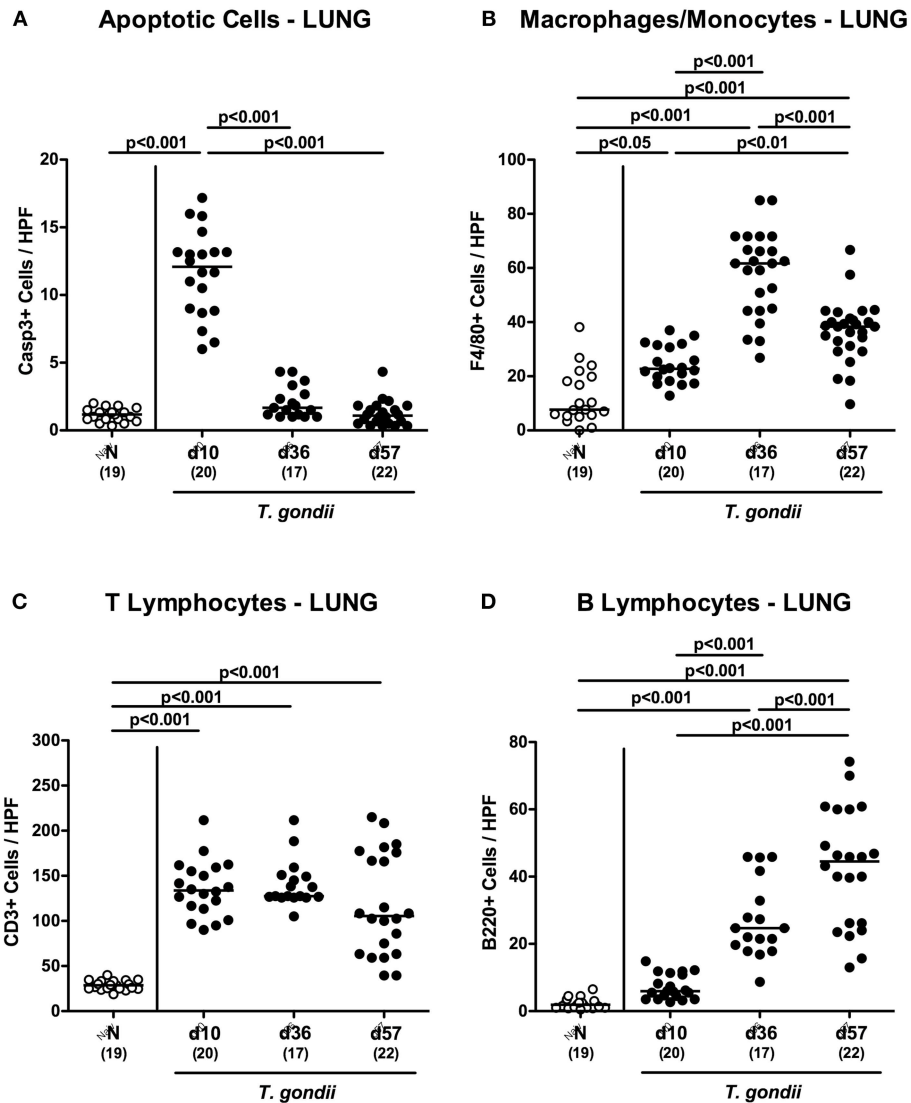 A Apoptotic Cells - LUNG
p<0.001
p<0.001 p<0.001
Casp3+ Cells / HPF
20
15
10
5
0
N d10 d36 d57
(19) (20) (17) (22)
T. gondii
B Macrophages/Monocytes - LUNG
p<0.001
p<0.001
p<0.001 p<0.001
p<0.05 p<0.01
F4/80+ Cells / HPF
100
80
60
40
20
0
N d10 d36 d57
(19) (20) (17) (22)
T. gondii
C T Lymphocytes - LUNG
p<0.001
p<0.001
p<0.001
CD3+ Cells / HPF
300
250
200
150
100
50
0
N d10 d36 d57
(19) (20) (17) (22)
T. gondii
D B Lymphocytes - LUNG
p<0.001
p<0.001
p<0.001 p<0.001
p<0.001
B220+ Cells / HPF
80
60
40
20
0
N d10 d36 d57
(19) (20) (17) (22)
T. gondii